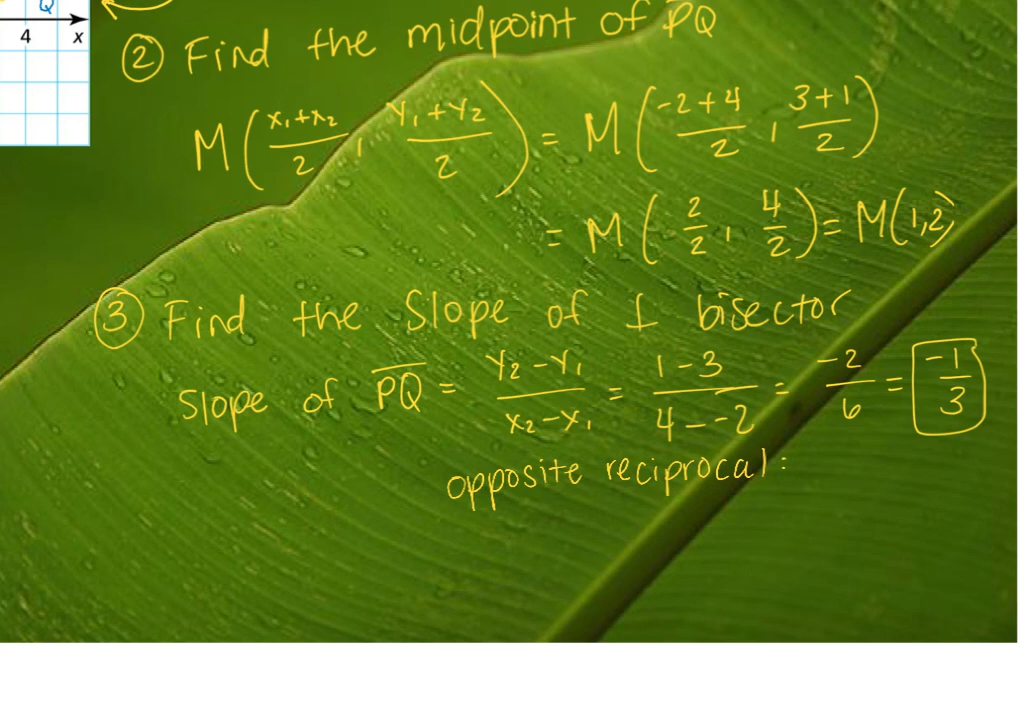 Q
4 x
② Find the midpoint of PQ
M(x₁+x₂/2, y₁+y₂/2) = M(-2+4/2, 3+1/2)
= M(2/2, 4/2) = M(1,2)
③ Find the Slope of ⊥ bisector
Slope of PQ = y₂-y₁/x₂-x₁ = 1-3/4--2 = -2/6 = -1/3
opposite reciprocal: